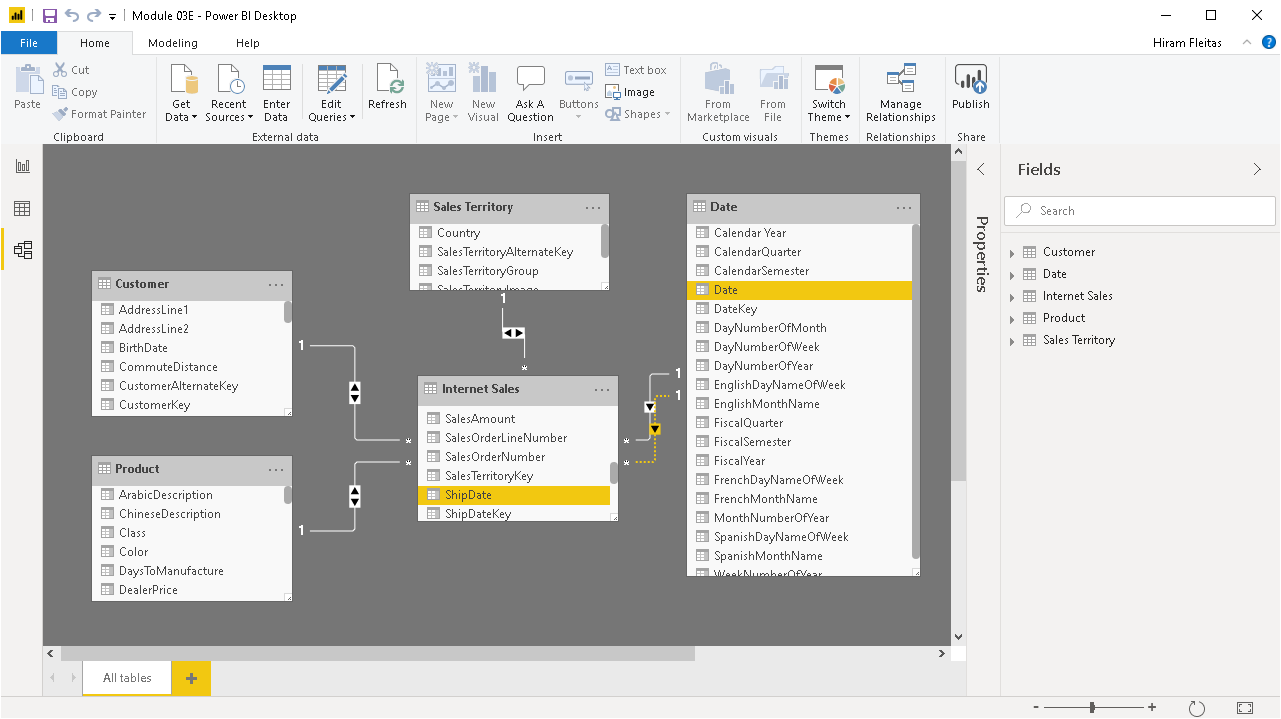 Module 03E - Power BI Desktop
File Home Modeling Help
Hiram Fleitas
Paste
Cut
Copy
Format Painter
Clipboard
Get Data
Recent Sources
Enter Data
Edit Queries
External data
Refresh
New Page
New Visual
Ask A Question
Buttons
Text box
Image
Shapes
Insert
From Marketplace
From File
Custom visuals
Switch Theme
Themes
Manage Relationships
Relationships
Publish
Share
Sales Territory
Country
SalesTerritoryAlternateKey
SalesTerritoryGroup
SalesTerritoryImage
1
*
Date
Calendar Year
CalendarQuarter
CalendarSemester
Date
DateKey
DayNumberOfMonth
DayNumberOfWeek
DayNumberOfYear
EnglishDayNameOfWeek
EnglishMonthName
FiscalQuarter
FiscalSemester
FiscalYear
FrenchDayNameOfWeek
FrenchMonthName
MonthNumberOfYear
SpanishDayNameOfWeek
SpanishMonthName
WeekNumberOfYear
Customer
AddressLine1
AddressLine2
BirthDate
CommuteDistance
CustomerAlternateKey
CustomerKey
1
*
Internet Sales
SalesAmount
SalesOrderLineNumber
SalesOrderNumber
SalesTerritoryKey
ShipDate
ShipDateKey
1
1
*
*
Product
ArabicDescription
ChineseDescription
Class
Color
DaysToManufacture
DealerPrice
1
*
Properties
Fields
Search
Customer
Date
Internet Sales
Product
Sales Territory
All tables
+
- +